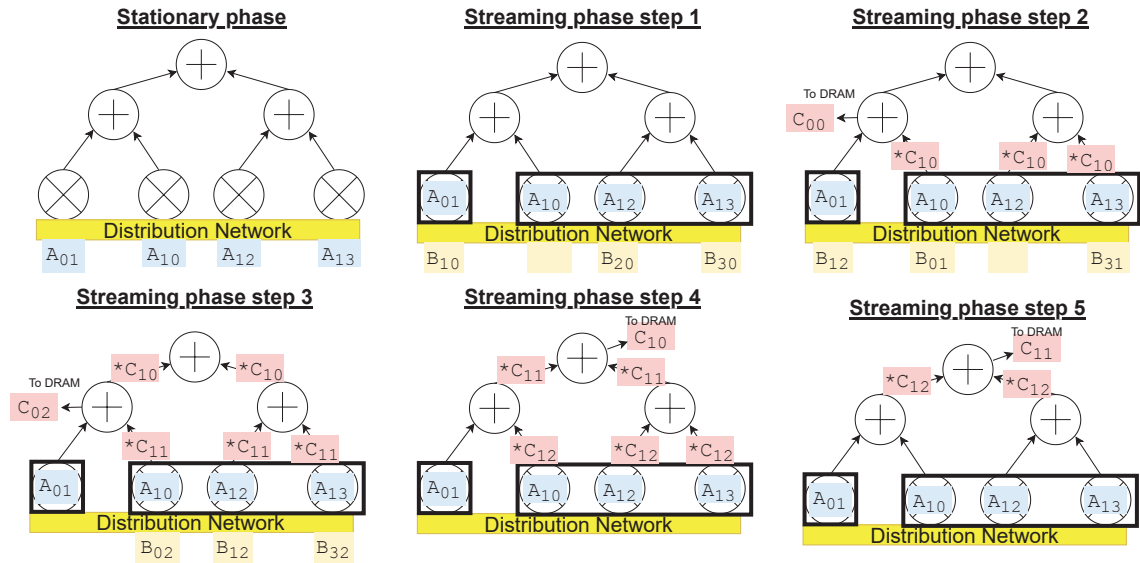 Stationary phase
Distribution Network
A01 A10 A12 A13
Streaming phase step 1
A01 A10 A12 A13
Distribution Network
B10 B20 B30
Streaming phase step 2
To DRAM
C00
*C10 *C10 *C10
A01 A10 A12 A13
Distribution Network
B12 B01 B31
Streaming phase step 3
*C10 *C10
To DRAM
C02
*C11 *C11 *C11
A01 A10 A12 A13
Distribution Network
B02 B12 B32
Streaming phase step 4
To DRAM
C10
*C11 *C11
*C12 *C12 *C12
A01 A10 A12 A13
Distribution Network
Streaming phase step 5
To DRAM
C11
*C12 *C12
A01 A10 A12 A13
Distribution Network